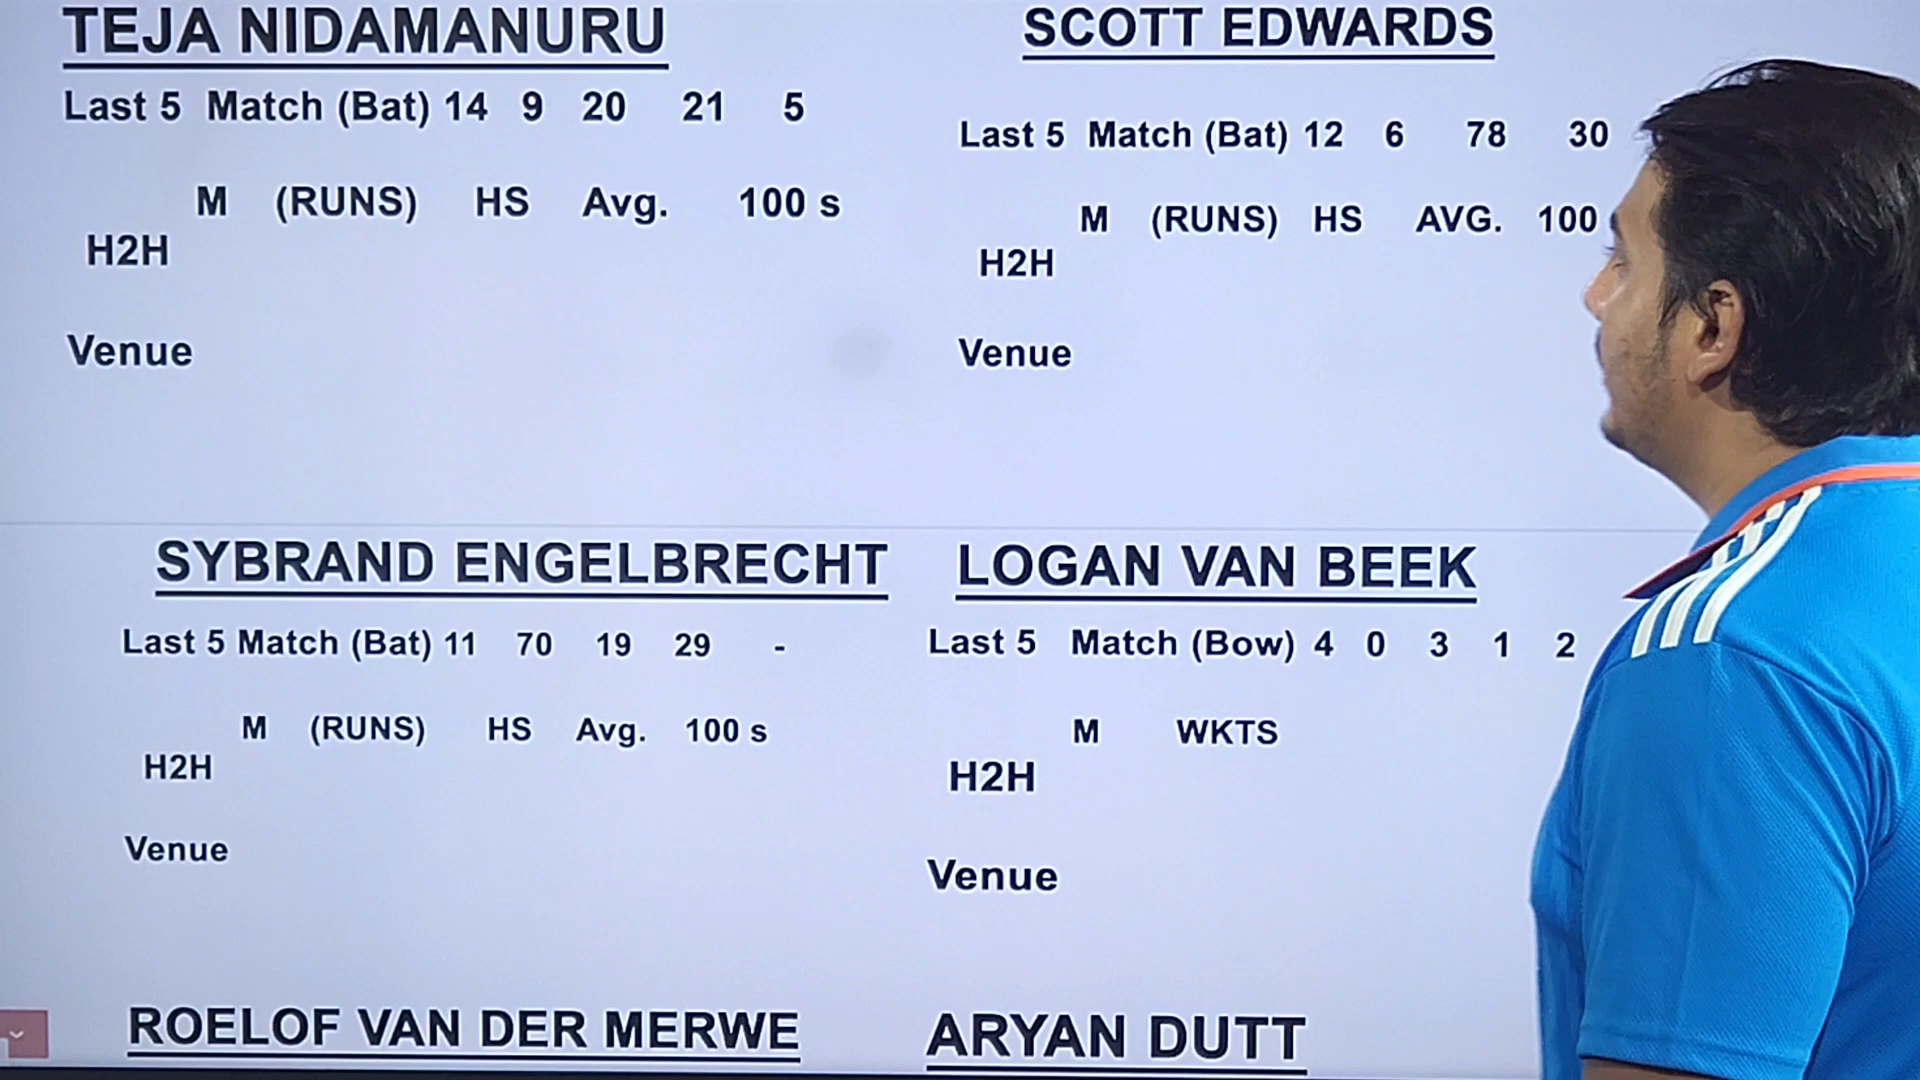 TEJA NIDAMANURU
Last 5 Match (Bat) 14 9 20 21 5
M (RUNS) HS Avg. 100 s
H2H
Venue
SCOTT EDWARDS
Last 5 Match (Bat) 12 6 78 30
M (RUNS) HS AVG. 100
H2H
Venue
SYBRAND ENGELBRECHT
Last 5 Match (Bat) 11 70 19 29 -
M (RUNS) HS Avg. 100 s
H2H
Venue
LOGAN VAN BEEK
Last 5 Match (Bow) 4 0 3 1 2
M WKTS
H2H
Venue
ROELOF VAN DER MERWE
ARYAN DUTT